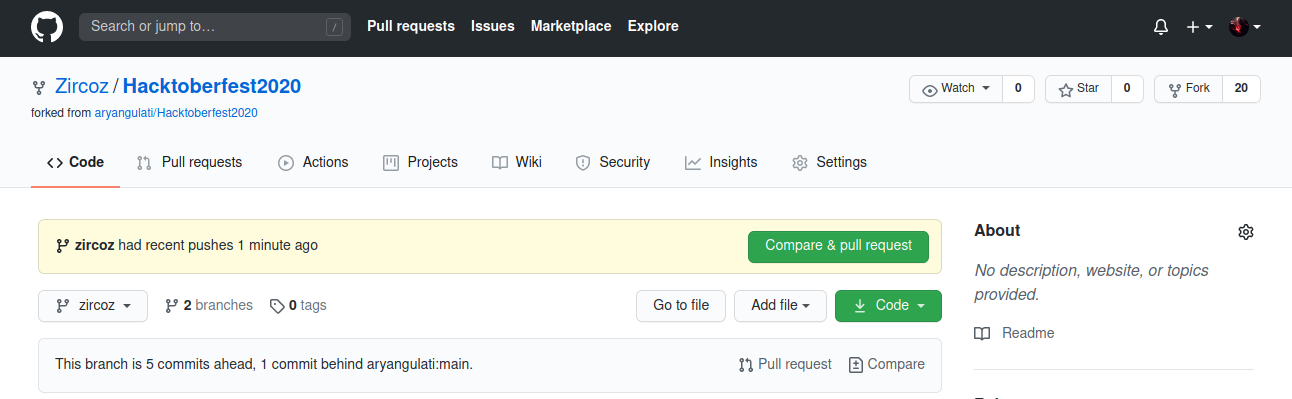 Search or jump to… / Pull requests Issues Marketplace Explore
Zircoz / Hacktoberfest2020 Watch 0 Star 0 Fork 20
forked from aryangulati/Hacktoberfest2020
Code Pull requests Actions Projects Wiki Security Insights Settings
zircoz had recent pushes 1 minute ago Compare & pull request
zircoz 2 branches 0 tags Go to file Add file Code
This branch is 5 commits ahead, 1 commit behind aryangulati:main. Pull request Compare
About
No description, website, or topics
provided.
Readme